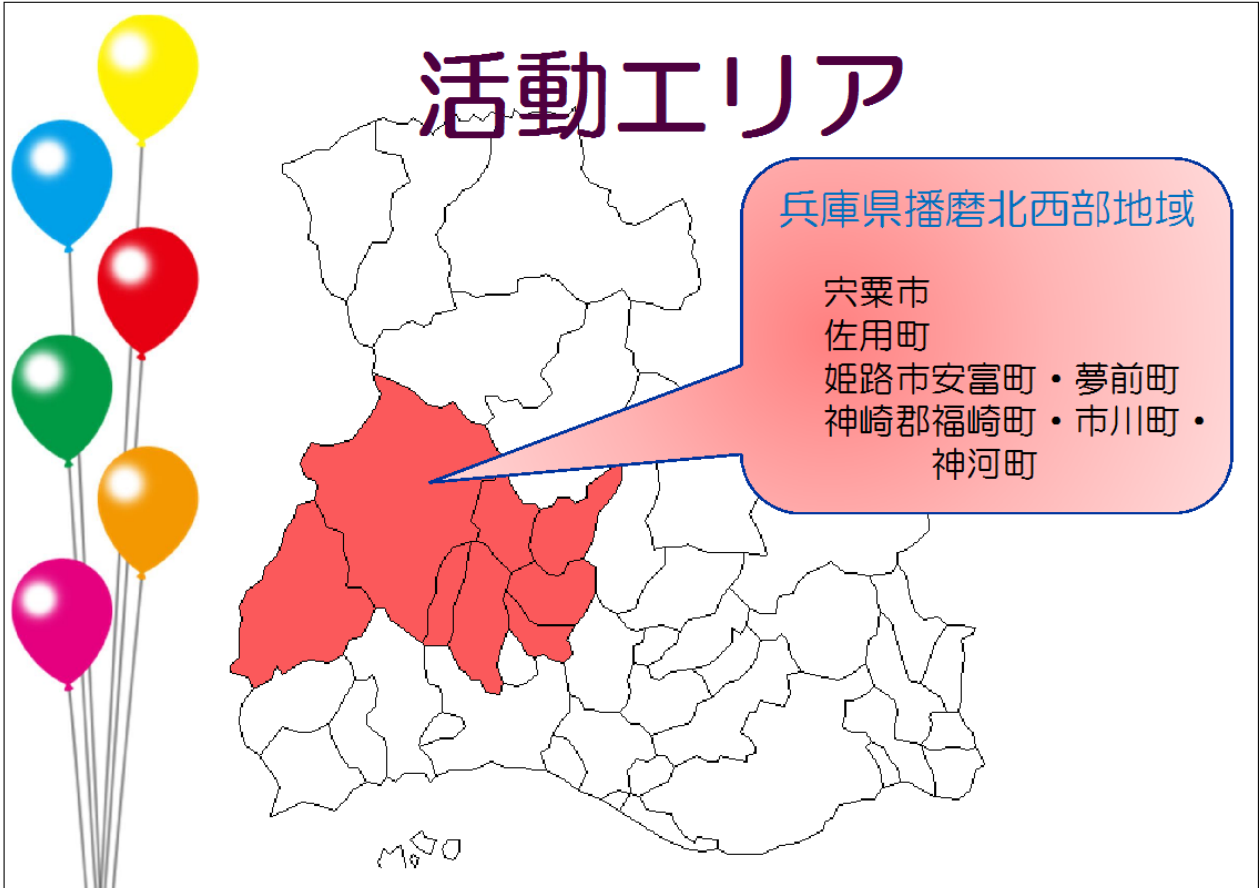 活動エリア
兵庫県播磨北西部地域
宍粟市
佐用町
姫路市安富町・夢前町
神崎郡福崎町・市川町・
神河町